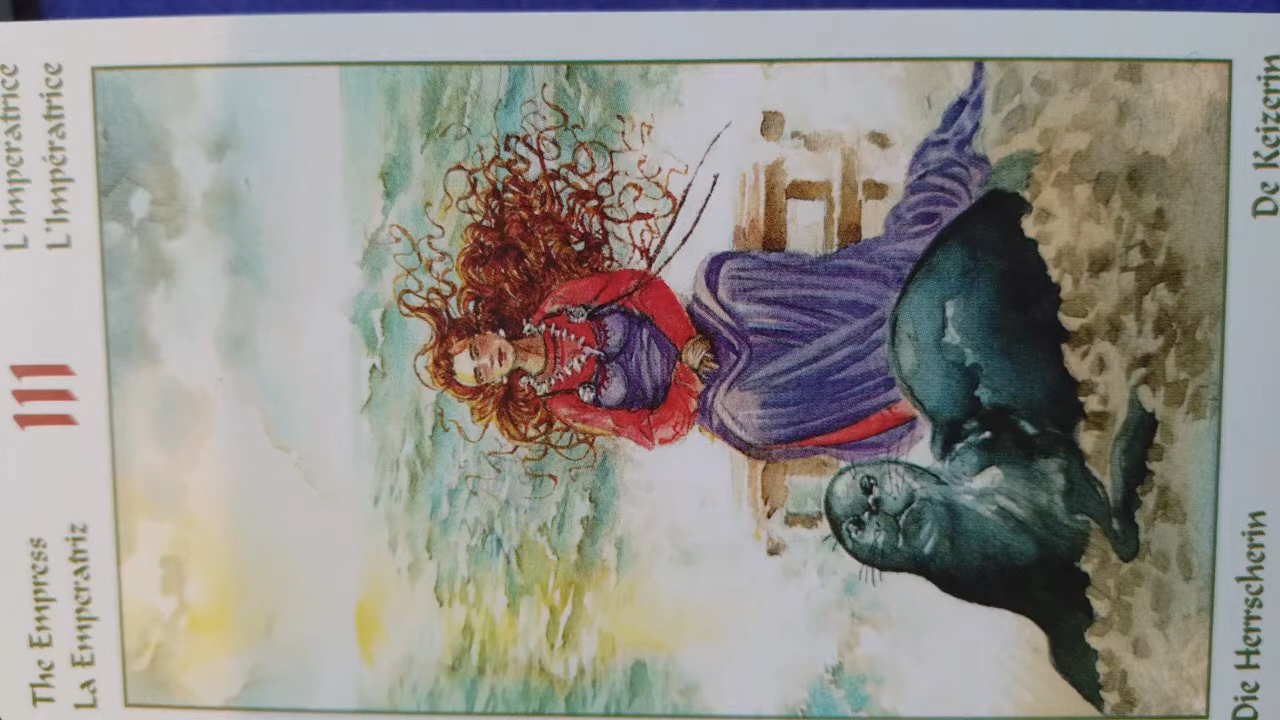 The Empress
La Emperatriz
III
L'Imperatrice
L'Impératrice
Die Herrscherin
De Keizerin